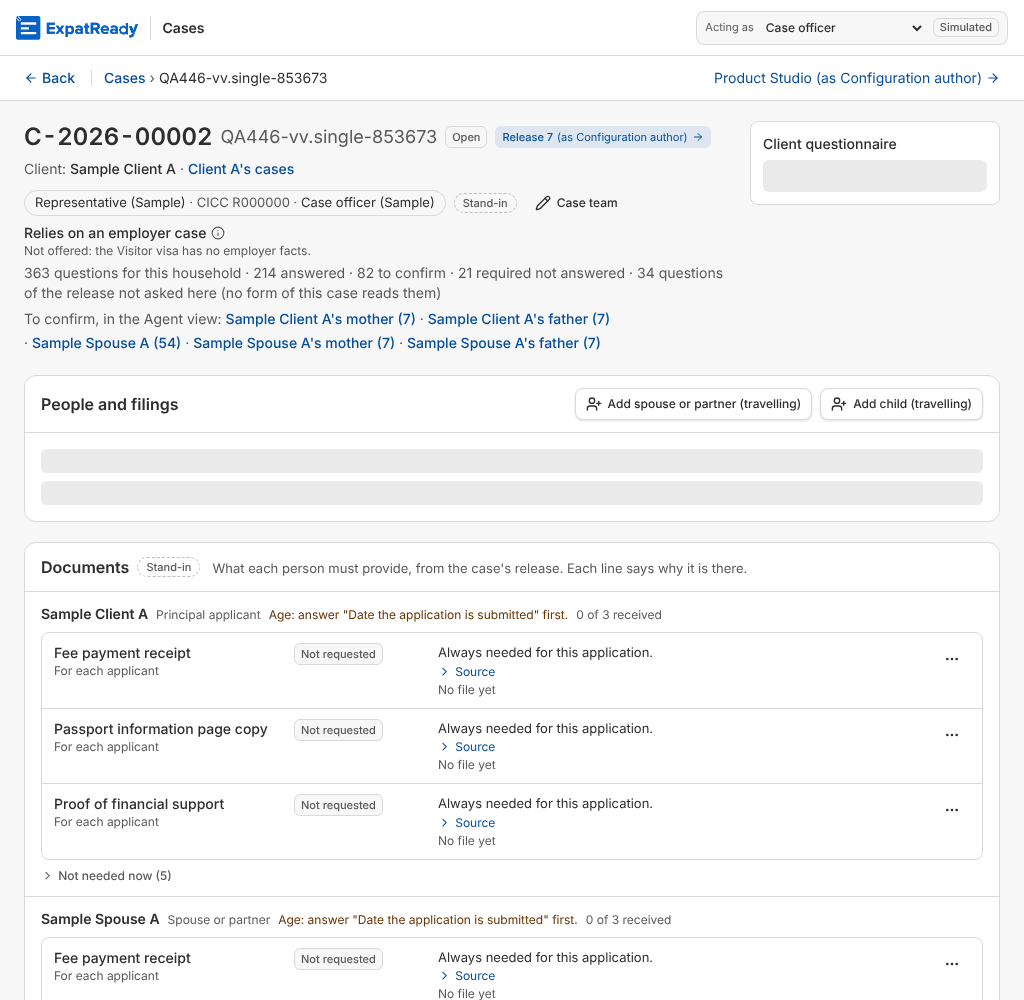 ExpatReady
Cases
Acting as Case officer Simulated
← Back
Cases › QA446-vv.single-853673
Product Studio (as Configuration author) →
C-2026-00002 QA446-vv.single-853673 Open Release 7 (as Configuration author) →
Client: Sample Client A · Client A's cases
Representative (Sample) · CICC R000000 · Case officer (Sample) Stand-in Case team
Relies on an employer case
Not offered: the Visitor visa has no employer facts.
363 questions for this household · 214 answered · 82 to confirm · 21 required not answered · 34 questions
of the release not asked here (no form of this case reads them)
To confirm, in the Agent view: Sample Client A's mother (7) · Sample Client A's father (7)
· Sample Spouse A (54) · Sample Spouse A's mother (7) · Sample Spouse A's father (7)
Client questionnaire
People and filings
Add spouse or partner (travelling)
Add child (travelling)
Documents Stand-in What each person must provide, from the case's release. Each line says why it is there.
Sample Client A Principal applicant Age: answer "Date the application is submitted" first. 0 of 3 received
Fee payment receipt
For each applicant
Not requested
Always needed for this application.
Source
No file yet
...
Passport information page copy
For each applicant
Not requested
Always needed for this application.
Source
No file yet
...
Proof of financial support
For each applicant
Not requested
Always needed for this application.
Source
No file yet
...
Not needed now (5)
Sample Spouse A Spouse or partner Age: answer "Date the application is submitted" first. 0 of 3 received
Fee payment receipt
For each applicant
Not requested
Always needed for this application.
Source
No file yet
...